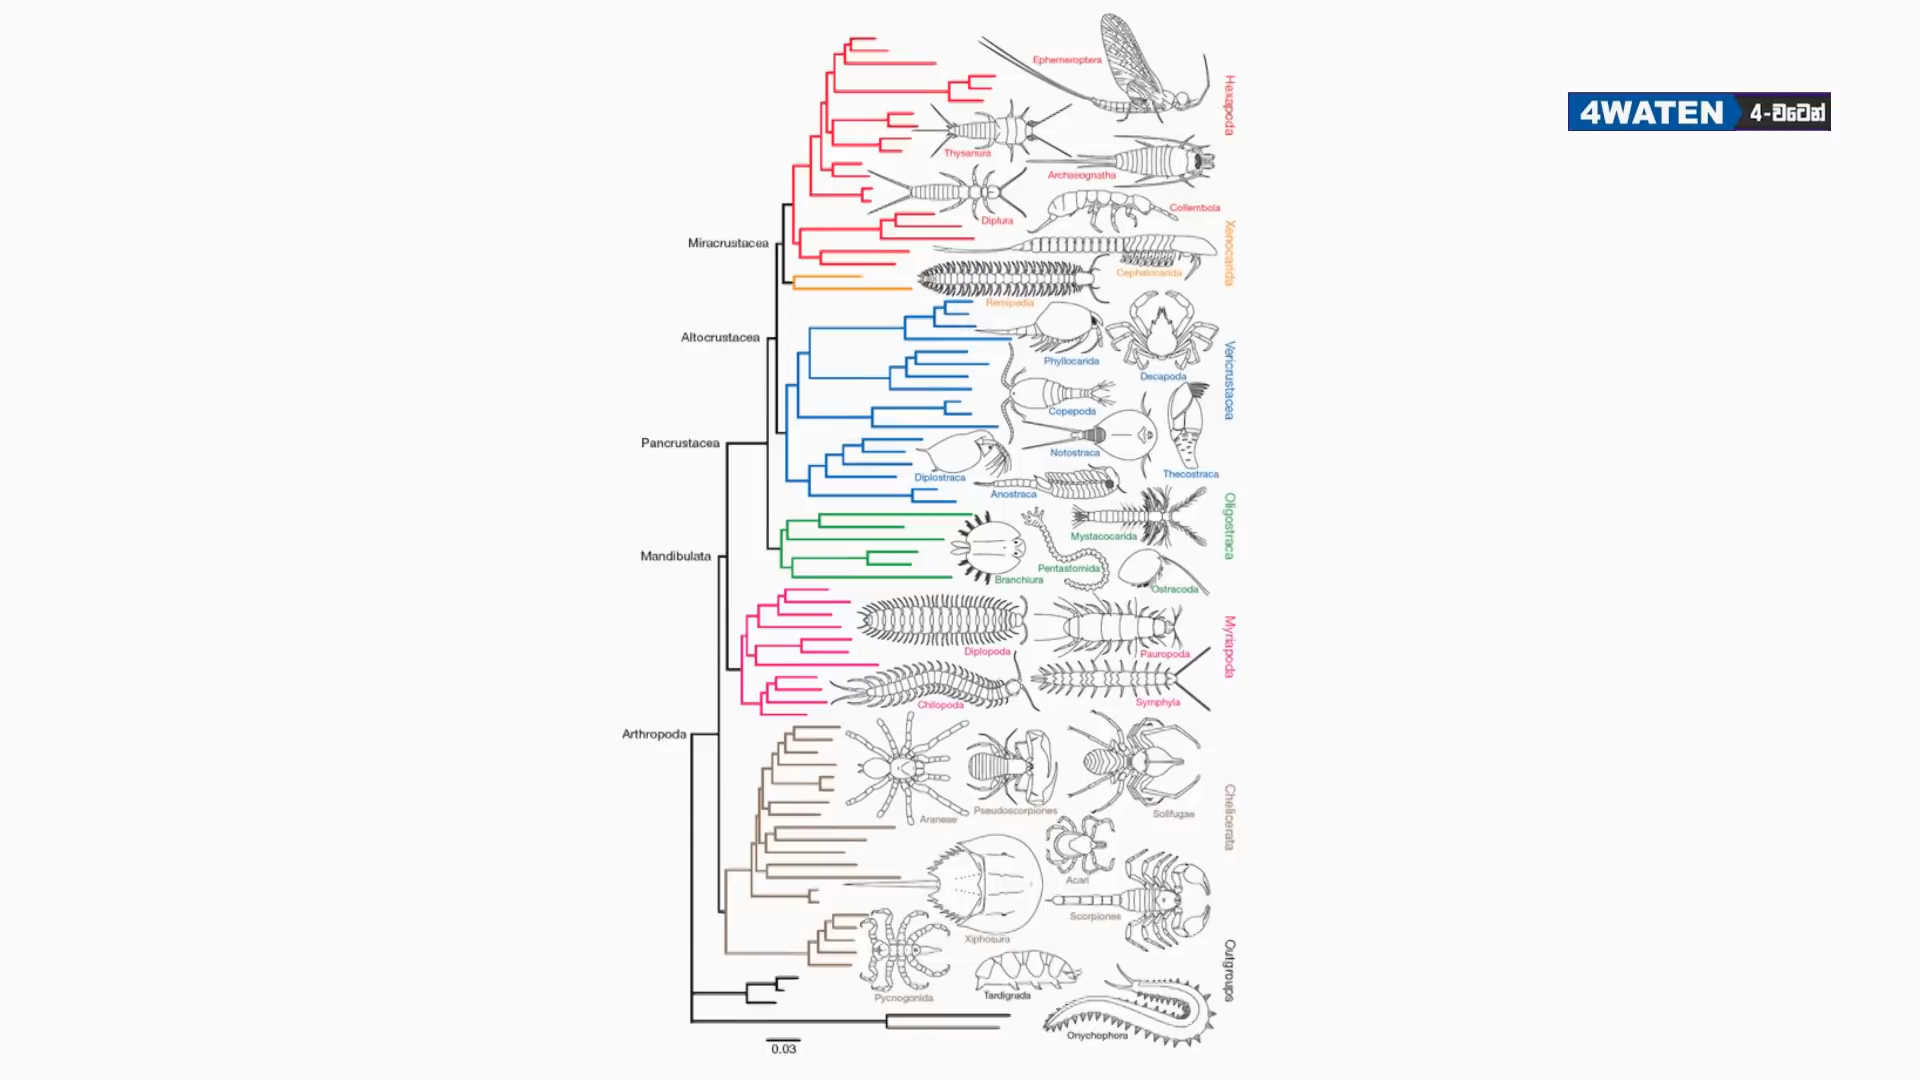 Ephemeroptera
Hexapoda
4WATEN 4-වටෙන්
Thysanura
Archaeognatha
Collembola
Diplura
Xenocarida
Miracrustacea
Cephalocarida
Remipedia
Altocrustacea
Vericrustacea
Phyllocarida
Decapoda
Copepoda
Pancrustacea
Notostraca
Diplostraca
Thecostraca
Anostraca
Oligostraca
Mystacocarida
Mandibulata
Pentastomida
Branchiura
Ostracoda
Myriapoda
Diplopoda
Pauropoda
Chilopoda
Symphyla
Arthropoda
Pseudoscorpiones
Solifugae
Araneae
Chelicerata
Acari
Scorpiones
Xiphosura
Outgroups
Pycnogonida
Tardigrada
Onychophora
0.03